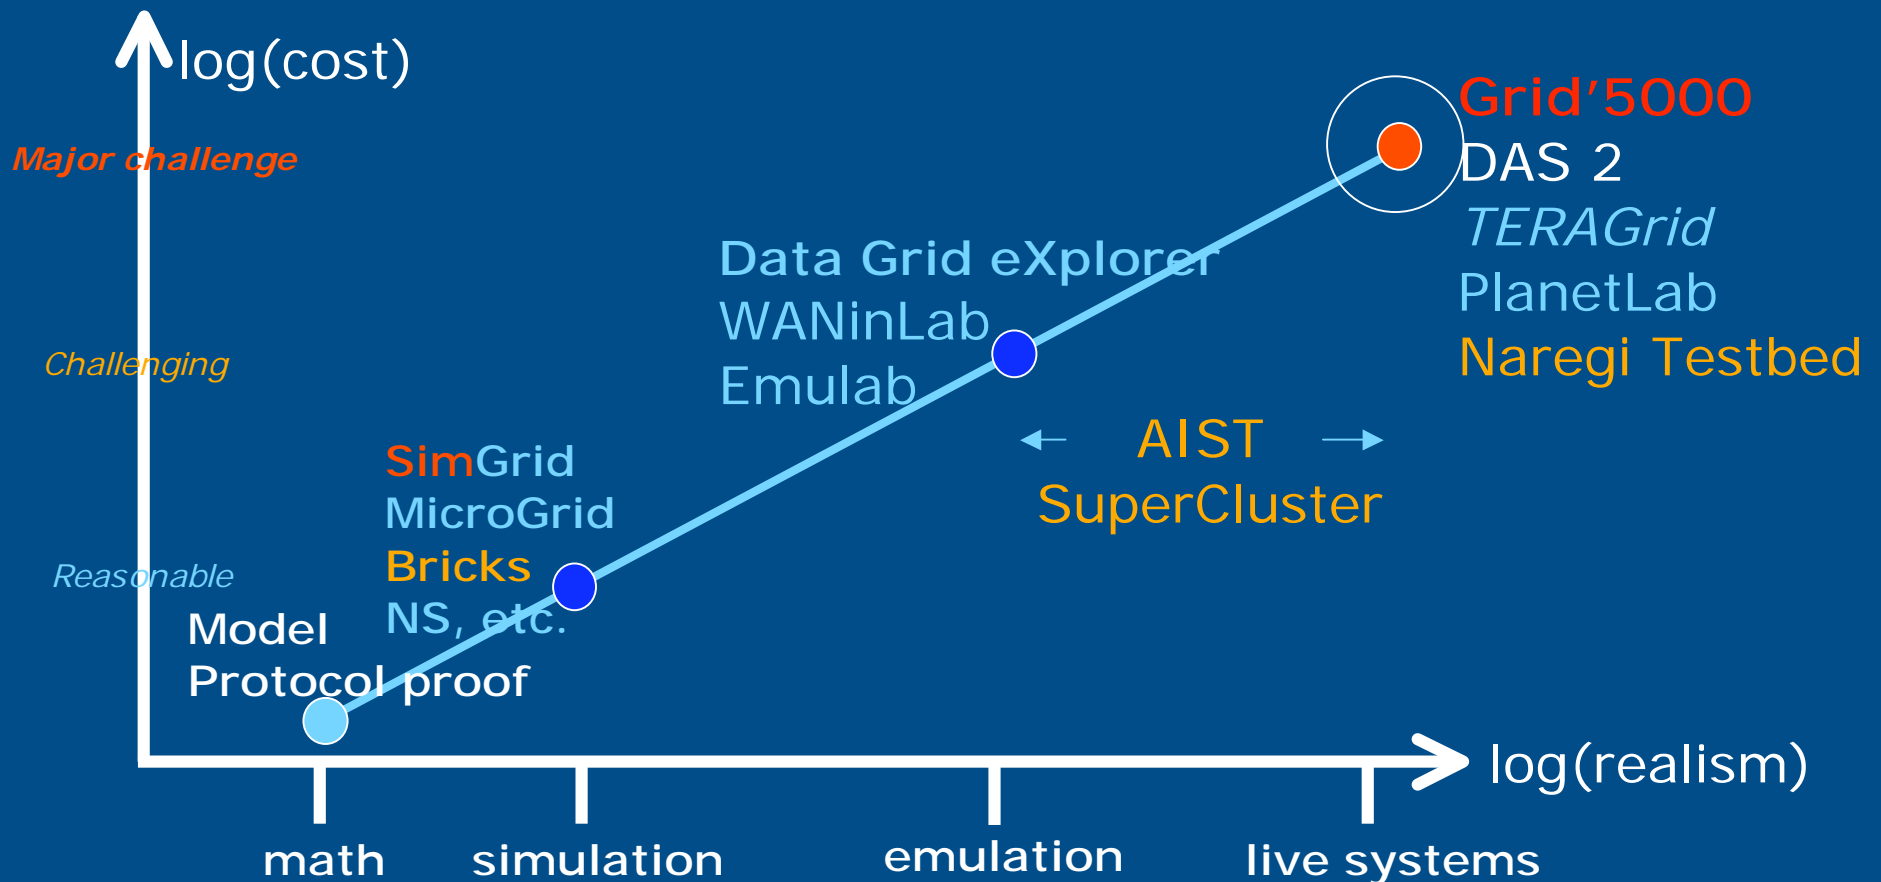 log(cost)
Major challenge
Challenging
Reasonable
Grid'5000
DAS 2
TERAGrid
PlanetLab
Naregi Testbed
Data Grid eXplorer
WANinLab
Emulab
AIST
SuperCluster
SimGrid
MicroGrid
Bricks
NS, etc.
Model
Protocol proof
log(realism)
math simulation emulation live systems